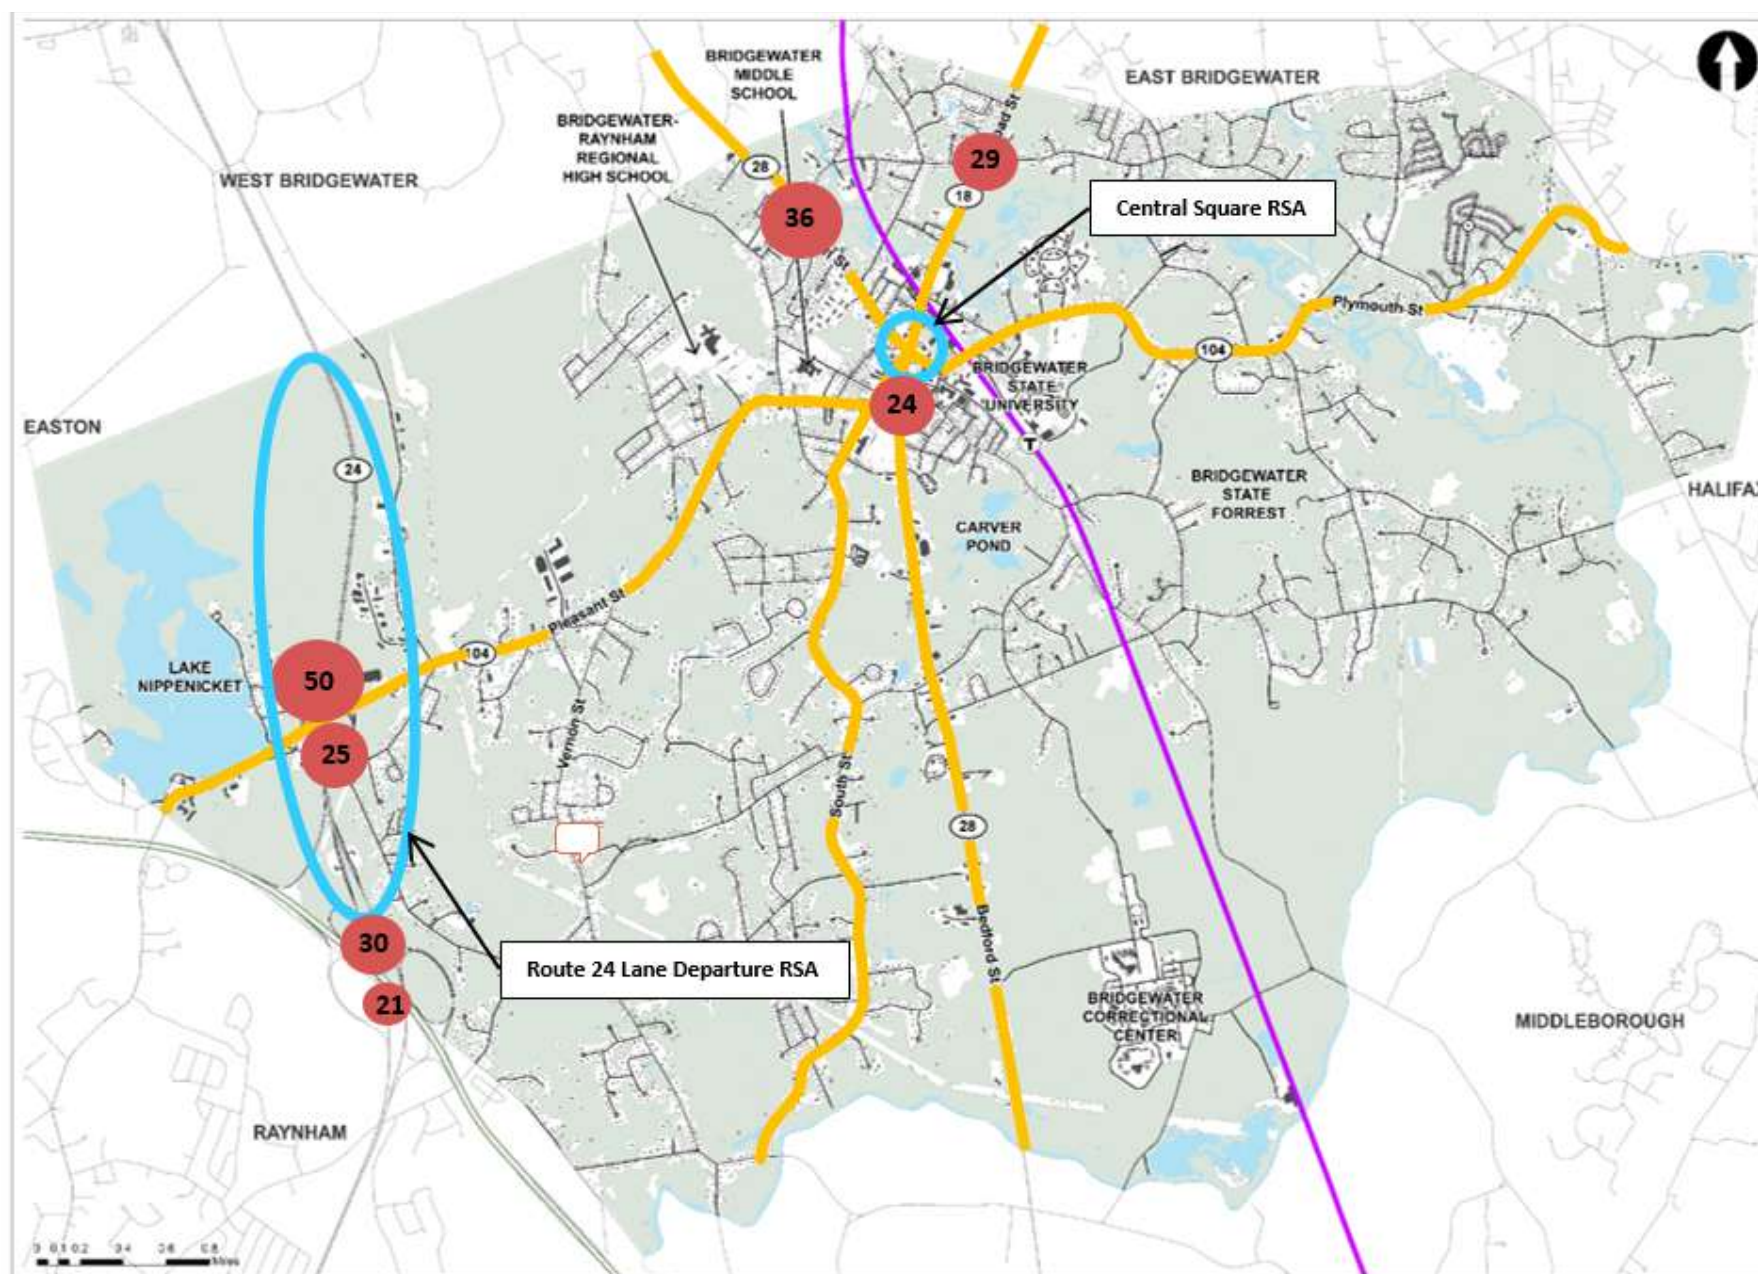 BRIDGEWATER
MIDDLE
SCHOOL
EAST BRIDGEWATER
BRIDGEWATER-
RAYNHAM
REGIONAL
HIGH SCHOOL
WEST BRIDGEWATER
28
29
18
36
Central Square RSA
Plymouth St
104
BRIDGEWATER
STATE
UNIVERSITY
24
EASTON
T
24
BRIDGEWATER
STATE
FORREST
HALIFAX
CARVER
POND
Pleasant St
104
LAKE
NIPPENICKET
50
25
Vernon St
South St
28
Bedford St
30
Route 24 Lane Departure RSA
21
BRIDGEWATER
CORRECTIONAL
CENTER
MIDDLEBOROUGH
RAYNHAM
Miles